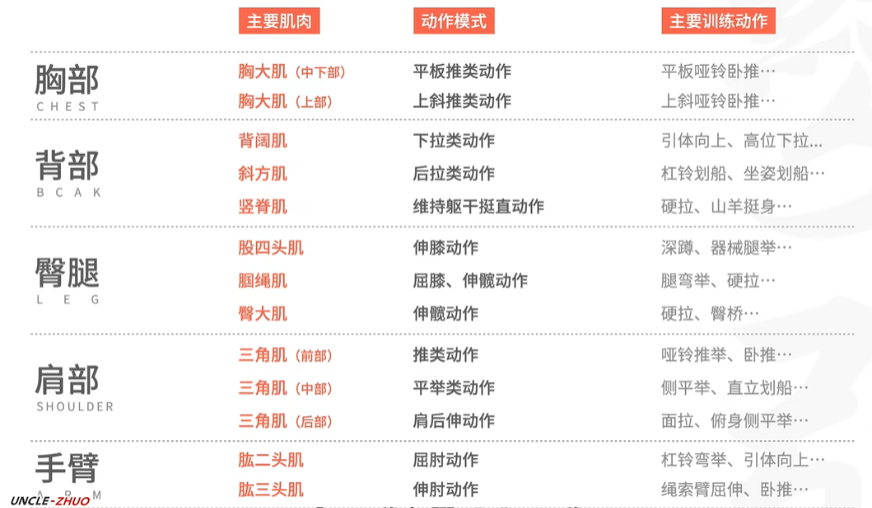 主要肌肉 动作模式 主要训练动作
胸部
CHEST
胸大肌（中下部） 平板推类动作 平板哑铃卧推…
胸大肌（上部） 上斜推类动作 上斜哑铃卧推…
背部
BCAK
背阔肌 下拉类动作 引体向上、高位下拉...
斜方肌 后拉类动作 杠铃划船、坐姿划船…
竖脊肌 维持躯干挺直动作 硬拉、山羊挺身…
臀腿
LEG
股四头肌 伸膝动作 深蹲、器械腿举…
腘绳肌 屈膝、伸髋动作 腿弯举、硬拉…
臀大肌 伸髋动作 硬拉、臀桥…
肩部
SHOULDER
三角肌（前部） 推类动作 哑铃推举、卧推…
三角肌（中部） 平举类动作 侧平举、直立划船…
三角肌（后部） 肩后伸动作 面拉、俯身侧平举…
手臂
ARM
肱二头肌 屈肘动作 杠铃弯举、引体向上…
肱三头肌 伸肘动作 绳索臂屈伸、卧推…
UNCLE-ZHUO